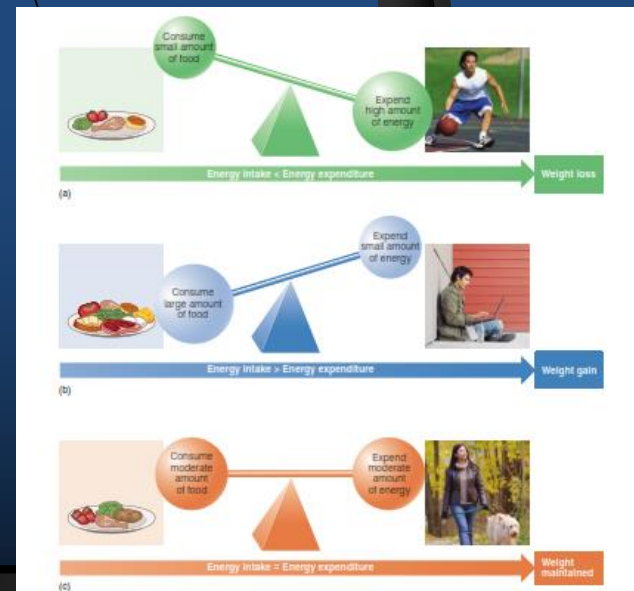 Consume
small amount
of food
Expend
high amount
of energy
Energy intake < Energy expenditure
Weight loss
(a)
Expend
small amount
of energy
Consume
large amount
of food
Energy intake > Energy expenditure
Weight gain
(b)
Consume
moderate
amount
of food
Expend
moderate
amount
of energy
Energy intake = Energy expenditure
Weight
maintained
(c)